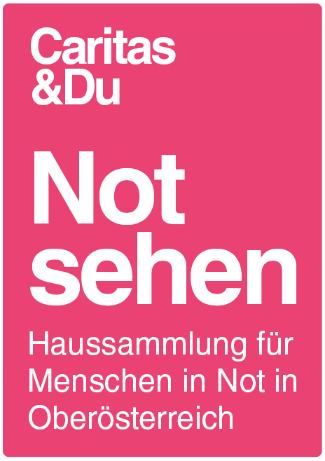 Caritas
&Du
Not
sehen
Haussammlung für
Menschen in Not in
Oberösterreich